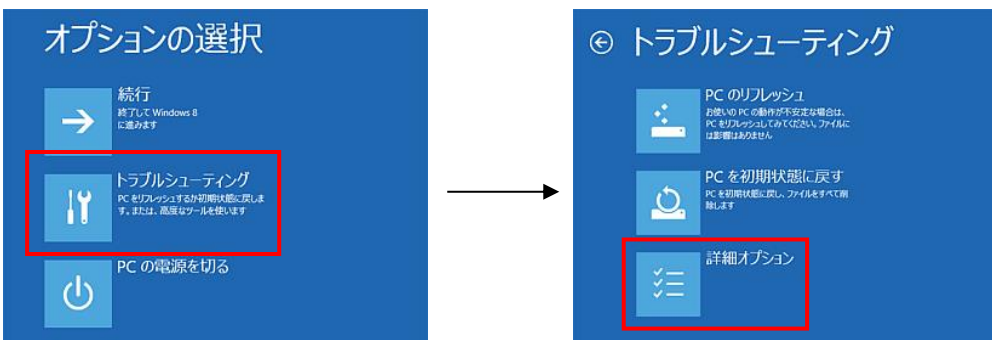 オプションの選択
続行
終了して Windows 8
に進みます
トラブルシューティング
PC をリフレッシュするか初期状態に戻しま
す。または、高度なツールを使います
PC の電源を切る
トラブルシューティング
PC のリフレッシュ
お使いの PC の動作が不安定な場合は、
PC をリフレッシュしてみてください。ファイルに
は影響はありません
PC を初期状態に戻す
PC を初期状態に戻し、ファイルをすべて削
除します
詳細オプション